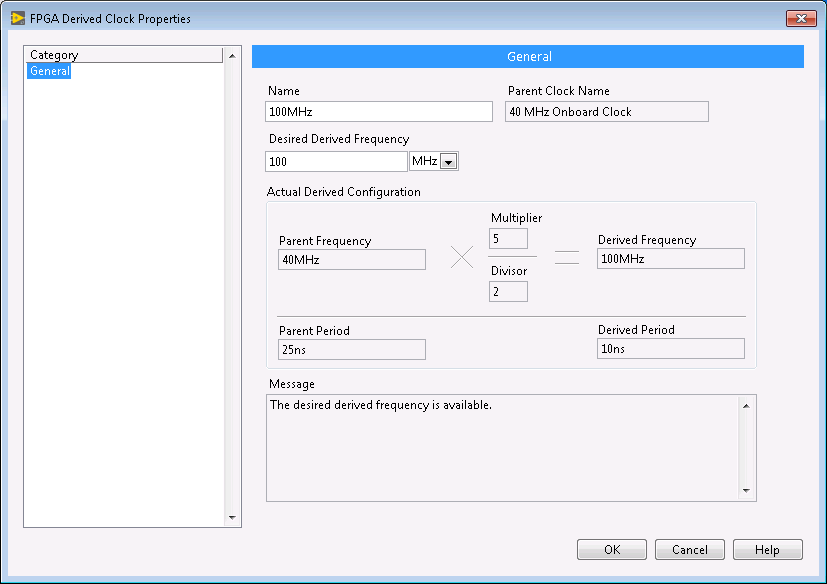 FPGA Derived Clock Properties
Category
General
General
Name
Parent Clock Name
100MHz
40 MHz Onboard Clock
Desired Derived Frequency
100
MHz
Actual Derived Configuration
Multiplier
5
Parent Frequency
40MHz
Derived Frequency
100MHz
Divisor
2
Parent Period
25ns
Derived Period
10ns
Message
The desired derived frequency is available.
OK
Cancel
Help